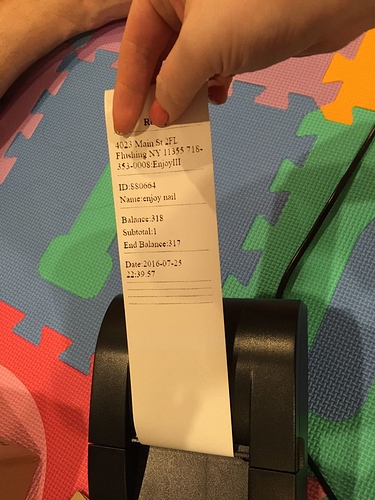 4023 Main St 2FL
Flushing NY 11355 718-
353-0008:EnjoyIII
ID:880664
Name:enjoy nail
Balance:318
Subtotal:1
End Balance:317
Date:2016-07-25
22:39:57